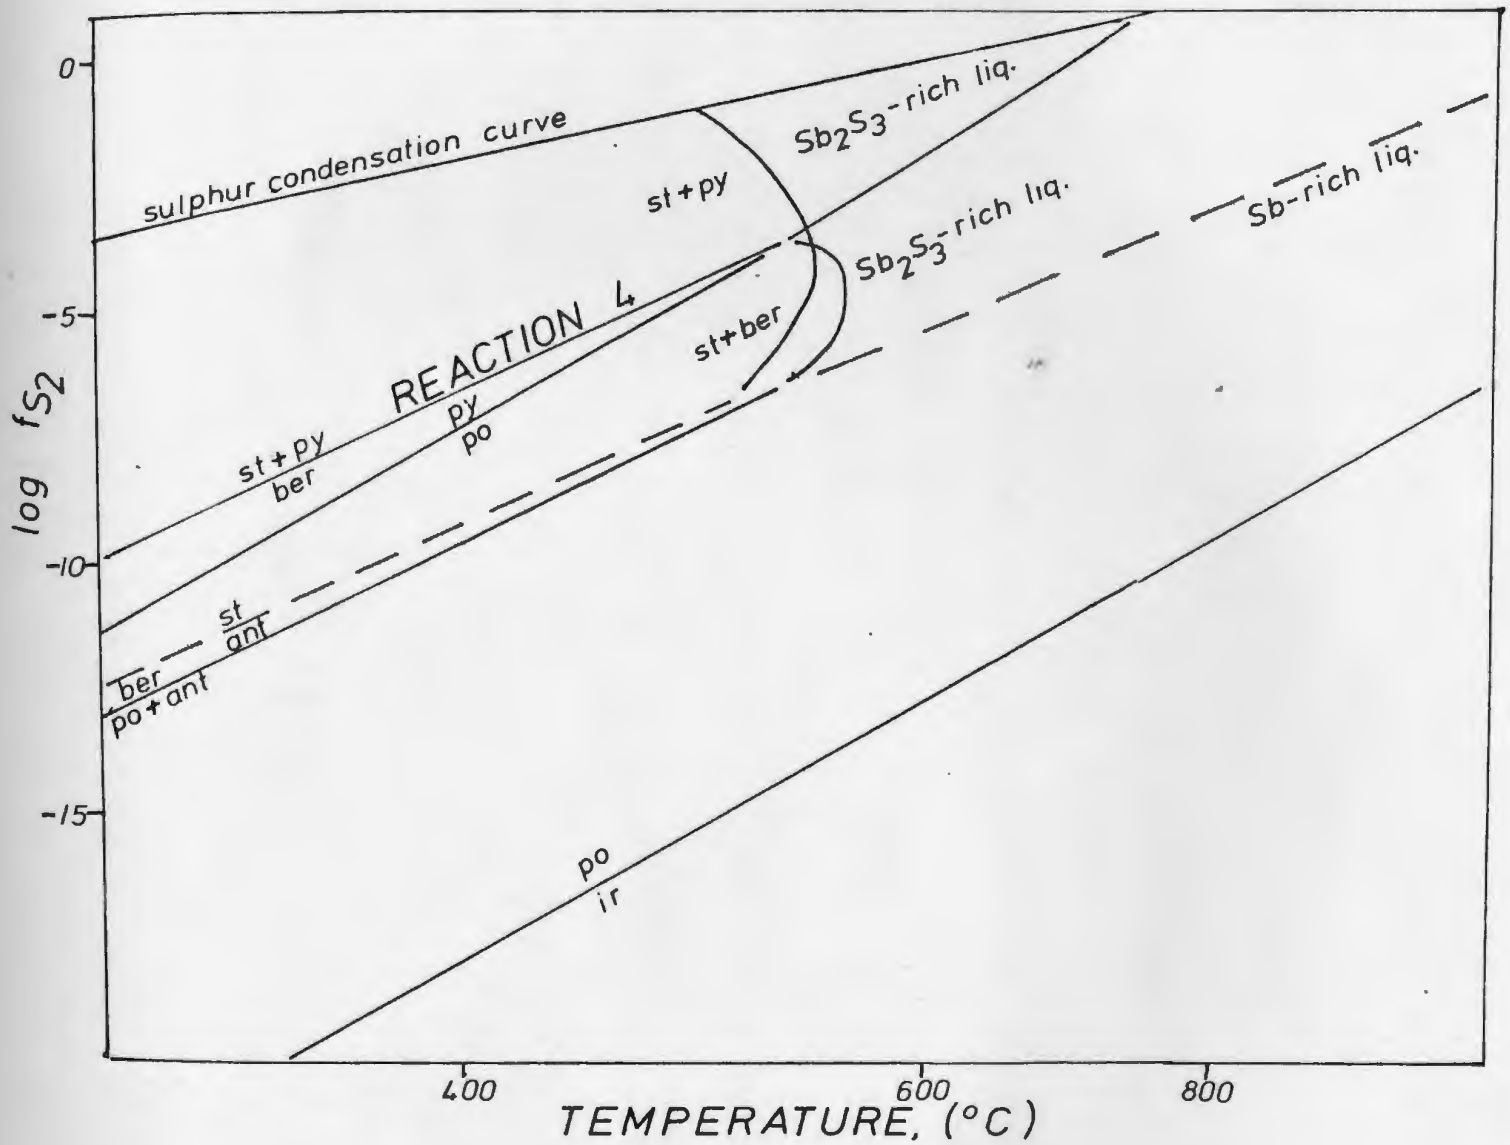 0
sulphur condensation curve
Sb2S3-rich liq.
st+py
Sb2S3-rich liq.
Sb-rich liq.
-5
REACTION 4
st+ber
log fS2
st+py
ber
py
po
-10
st
ant
ber
po+ant
-15
po
ir
400
600
800
TEMPERATURE, (°C)